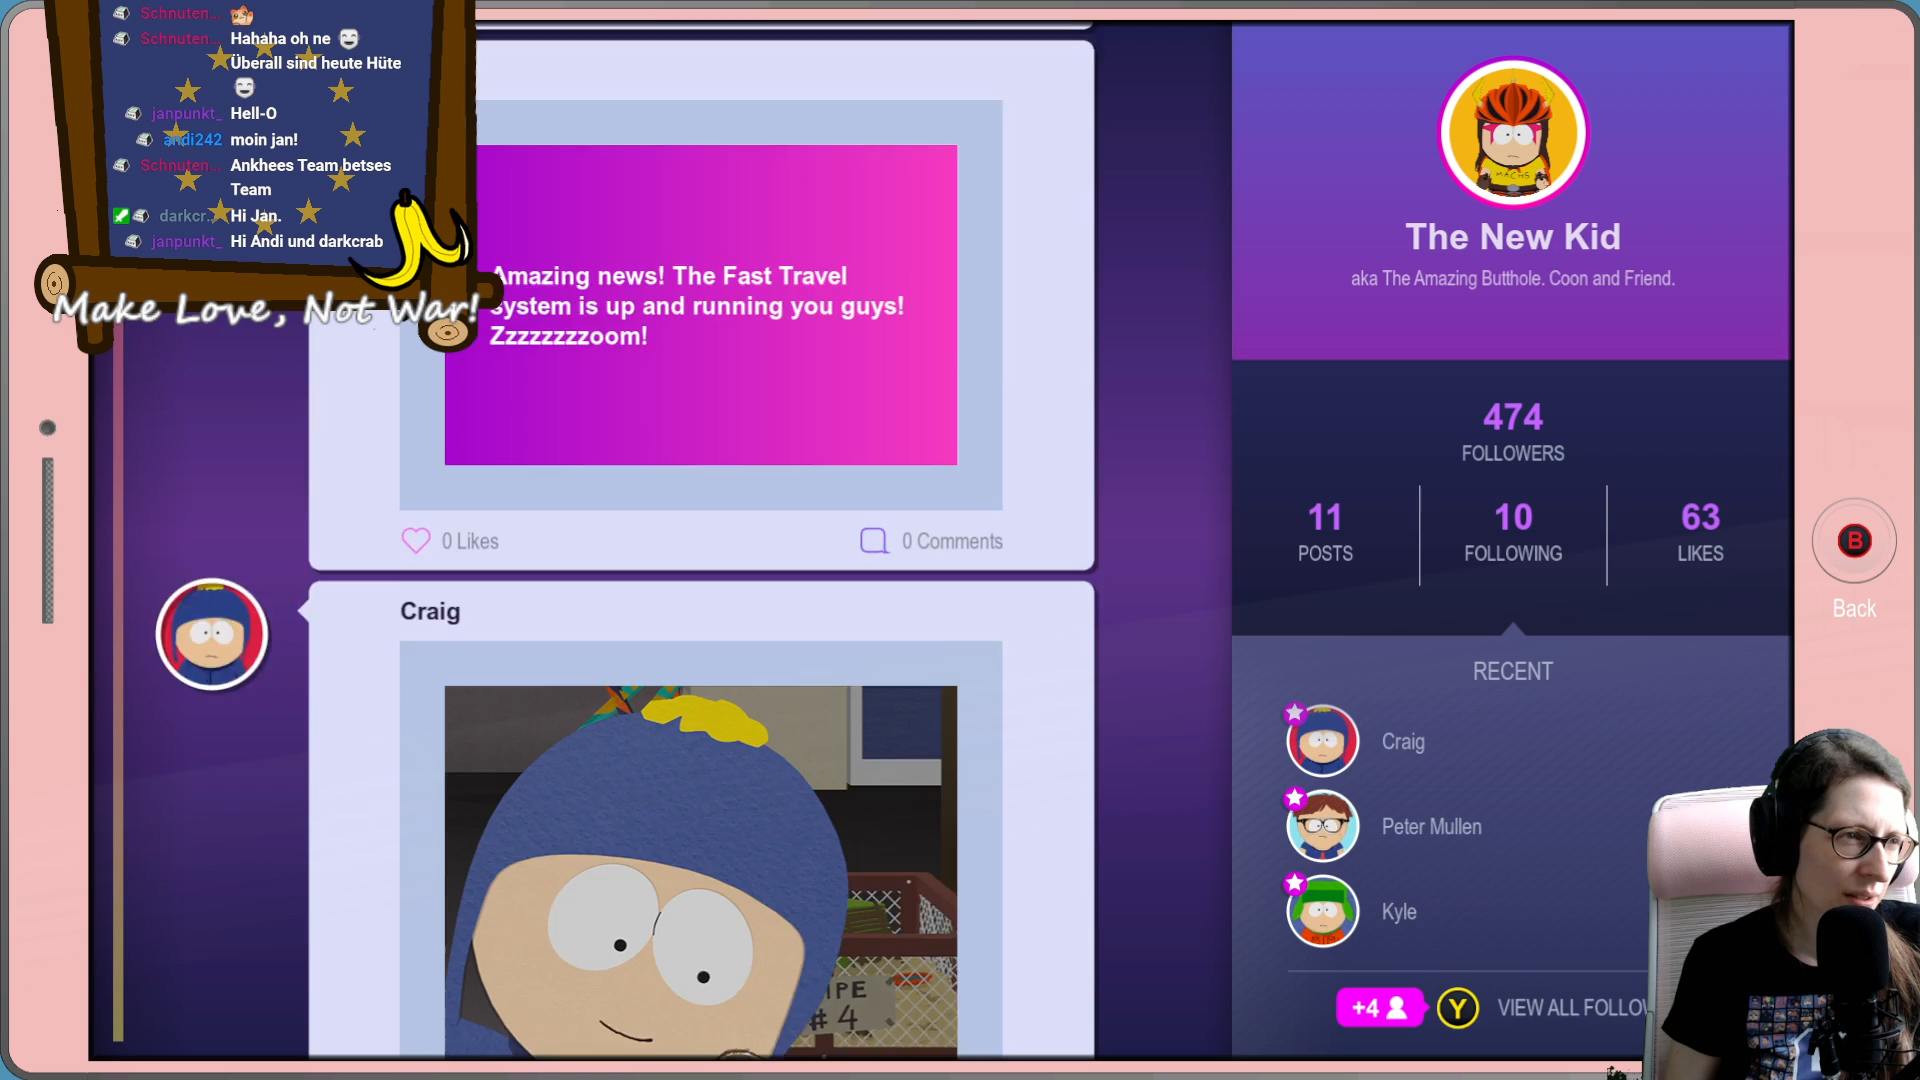 Schnuten...
Schnuten... Hahaha oh ne
Überall sind heute Hüte
janpunkt_ Hell-O
andi242 moin jan!
Schnuten... Ankhees Team betses
Team
darkcr... Hi Jan.
janpunkt_ Hi Andi und darkcrab
Make Love, Not War!
Amazing news! The Fast Travel
system is up and running you guys!
Zzzzzzzzoom!
0 Likes
0 Comments
Craig
IPE
# 4
MACHS
The New Kid
aka The Amazing Butthole. Coon and Friend.
474
FOLLOWERS
11
POSTS
10
FOLLOWING
63
LIKES
RECENT
Craig
Peter Mullen
Kyle
+4
Y
VIEW ALL FOLLOW
B
Back